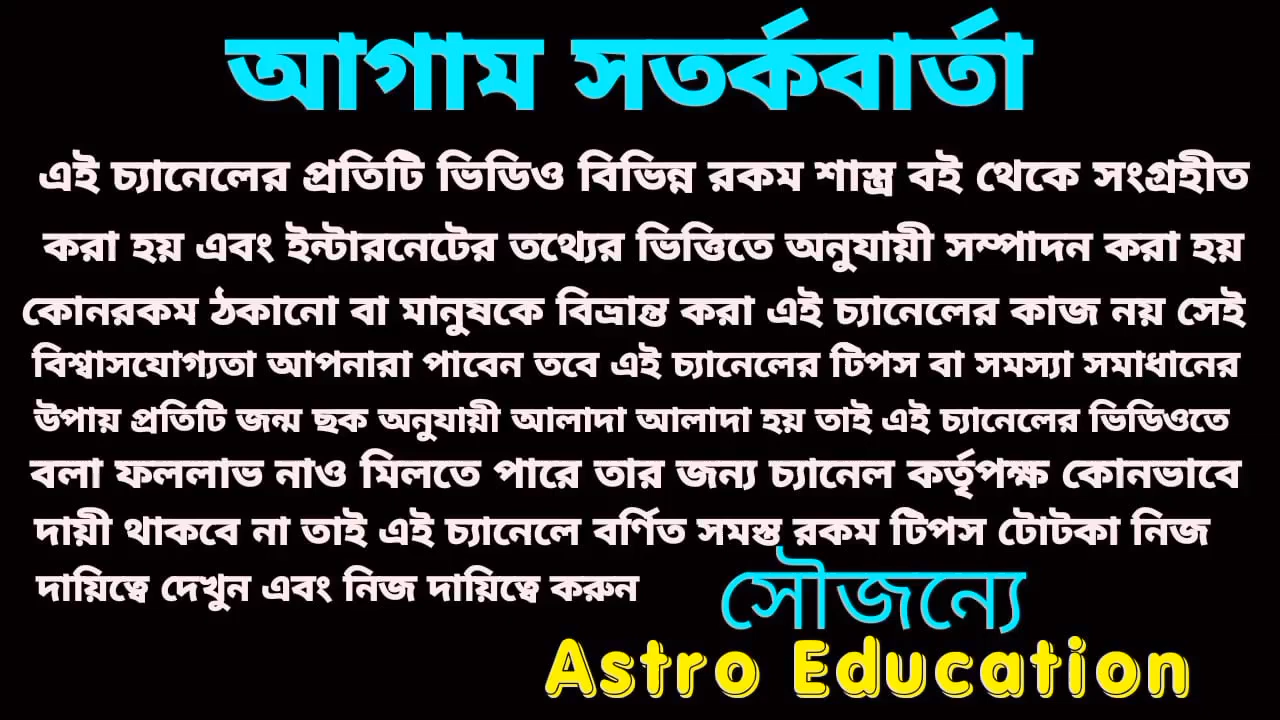 আগাম সতর্কবার্তা
এই চ্যানেলের প্রতিটি ভিডিও বিভিন্ন রকম শাস্ত্র বই থেকে সংগ্রহীত
করা হয় এবং ইন্টারনেটের তথ্যের ভিত্তিতে অনুযায়ী সম্পাদন করা হয়
কোনরকম ঠকানো বা মানুষকে বিভ্রান্ত করা এই চ্যানেলের কাজ নয় সেই
বিশ্বাসযোগ্যতা আপনারা পাবেন তবে এই চ্যানেলের টিপস বা সমস্যা সমাধানের
উপায় প্রতিটি জন্ম ছক অনুযায়ী আলাদা আলাদা হয় তাই এই চ্যানেলের ভিডিওতে
বলা ফললাভ নাও মিলতে পারে তার জন্য চ্যানেল কর্তৃপক্ষ কোনভাবে
দায়ী থাকবে না তাই এই চ্যানেলে বর্ণিত সমস্ত রকম টিপস টোটকা নিজ
দায়িত্বে দেখুন এবং নিজ দায়িত্বে করুন
সৌজন্যে
Astro Education